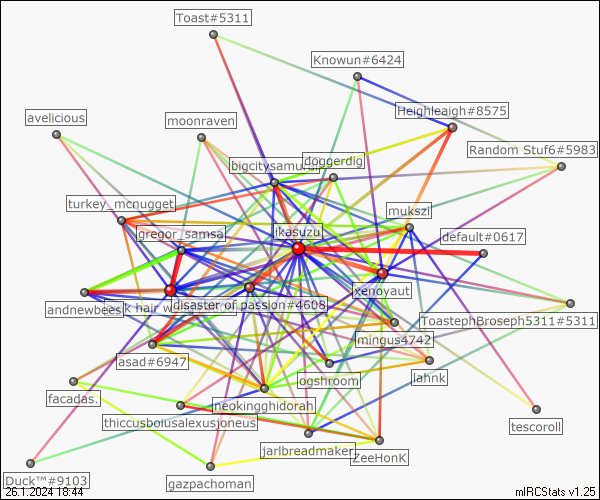 Toast#5311
Knowun#6424
Heighleaigh#8575
avelicious
moonraven
Random Stuf6#5983
bigcitysamurai
doggerdig
turkey_mcnugget
mukszi
gregor_samsa
ikasuzu
default#0617
xenoyaut
andnewbees
k hair w
disaster of passion#4608
ToastephBroseph5311#5311
mingus4742
asad#6947
ogshroom
lahnk
facadas.
neokingghidorah
thiccusboiusalexusjoneus
tescoroll
jarlbreadmaker
ZeeHonK
Duck™#9103
gazpachoman
26.1.2024 18:44
mIRCStats v1.25